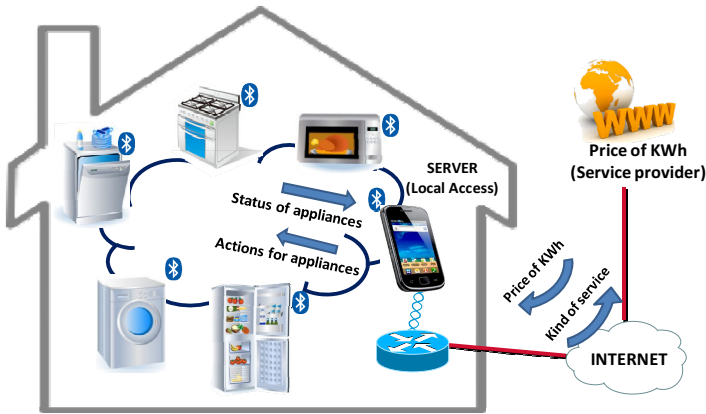 SERVER
(Local Access)
Status of appliances
Actions for appliances
WWW
Price of KWh
(Service provider)
Price of KWh
Kind of service
INTERNET